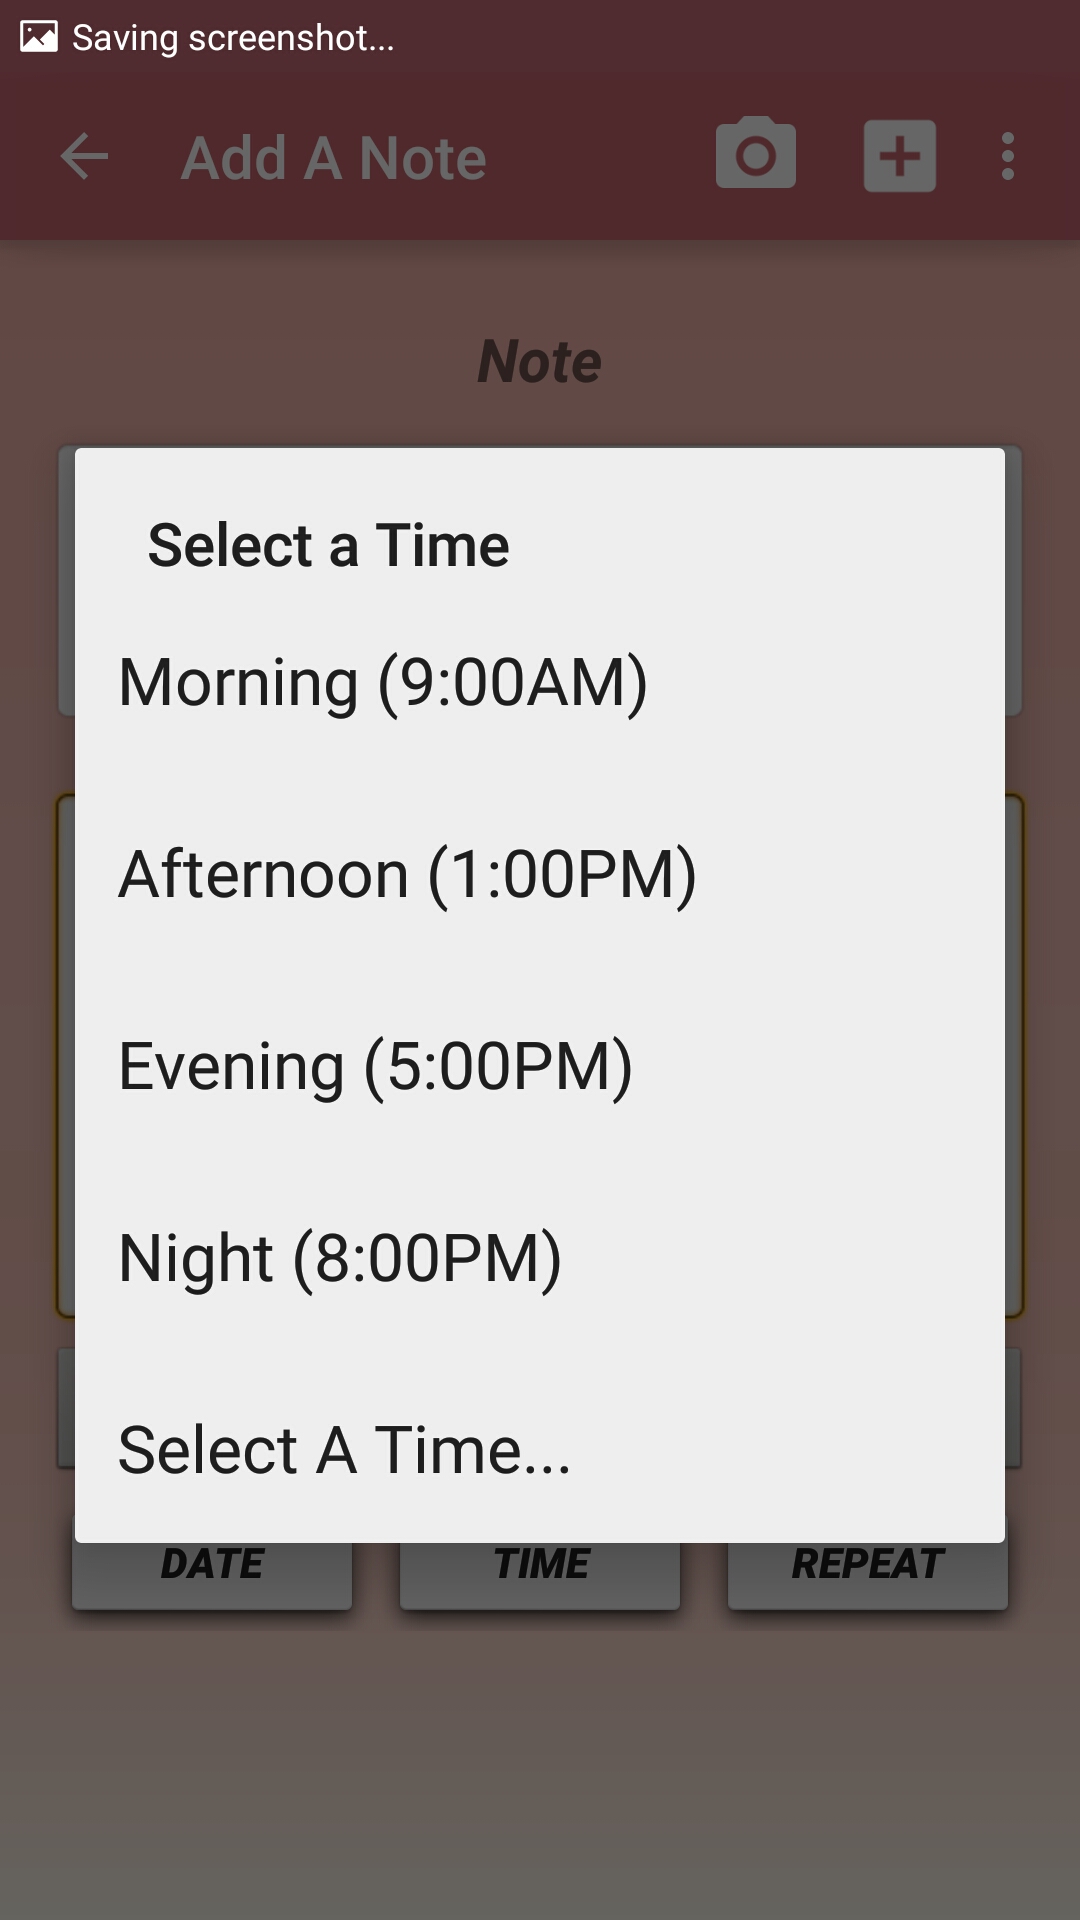 Saving screenshot...
Add A Note
Note
Select a Time
Morning (9:00AM)
Afternoon (1:00PM)
Evening (5:00PM)
Night (8:00PM)
Select A Time...
DATE TIME REPEAT